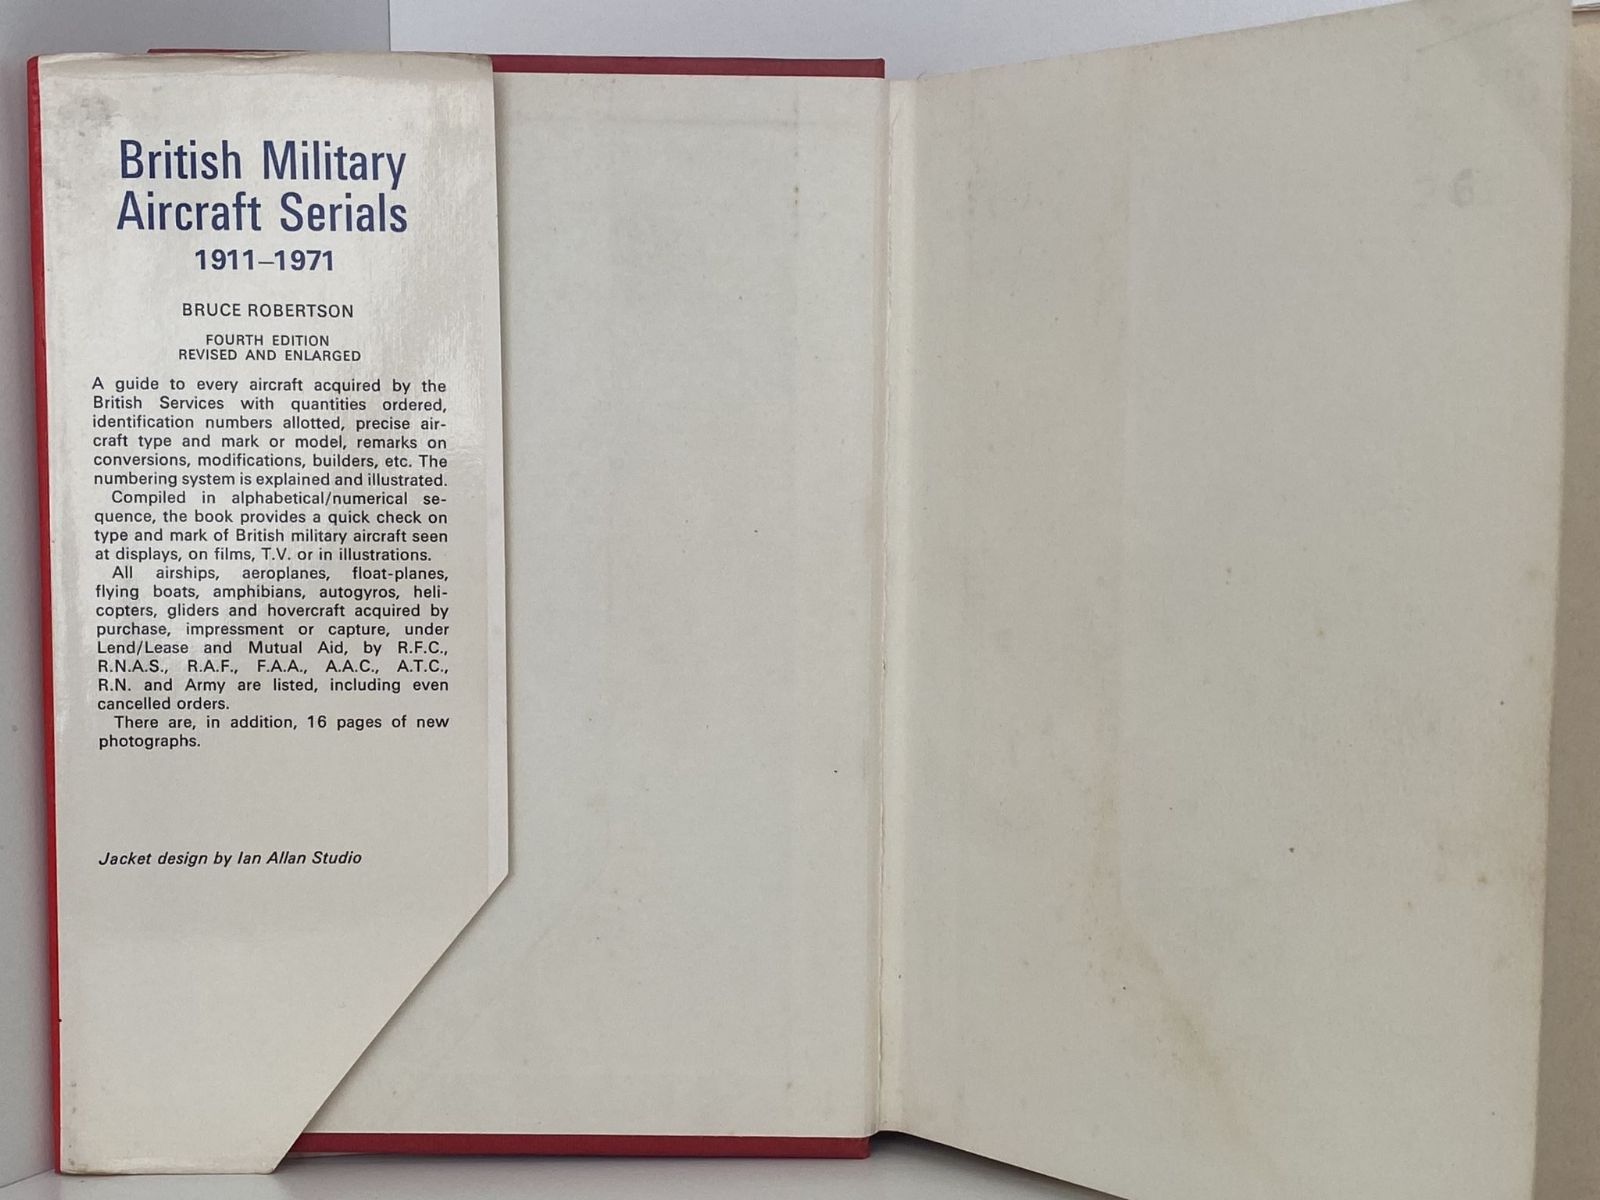 British Military
Aircraft Serials
1911–1971
BRUCE ROBERTSON
FOURTH EDITION
REVISED AND ENLARGED
A guide to every aircraft acquired by the
British Services with quantities ordered,
identification numbers allotted, precise air-
craft type and mark or model, remarks on
conversions, modifications, builders, etc. The
numbering system is explained and illustrated.
Compiled in alphabetical/numerical se-
quence, the book provides a quick check on
type and mark of British military aircraft seen
at displays, on films, T.V. or in illustrations.
All airships, aeroplanes, float-planes,
flying boats, amphibians, autogyros, heli-
copters, gliders and hovercraft acquired by
purchase, impressment or capture, under
Lend/Lease and Mutual Aid, by R.F.C.,
R.N.A.S., R.A.F., F.A.A., A.A.C., A.T.C.,
R.N. and Army are listed, including even
cancelled orders.
There are, in addition, 16 pages of new
photographs.
Jacket design by Ian Allan Studio